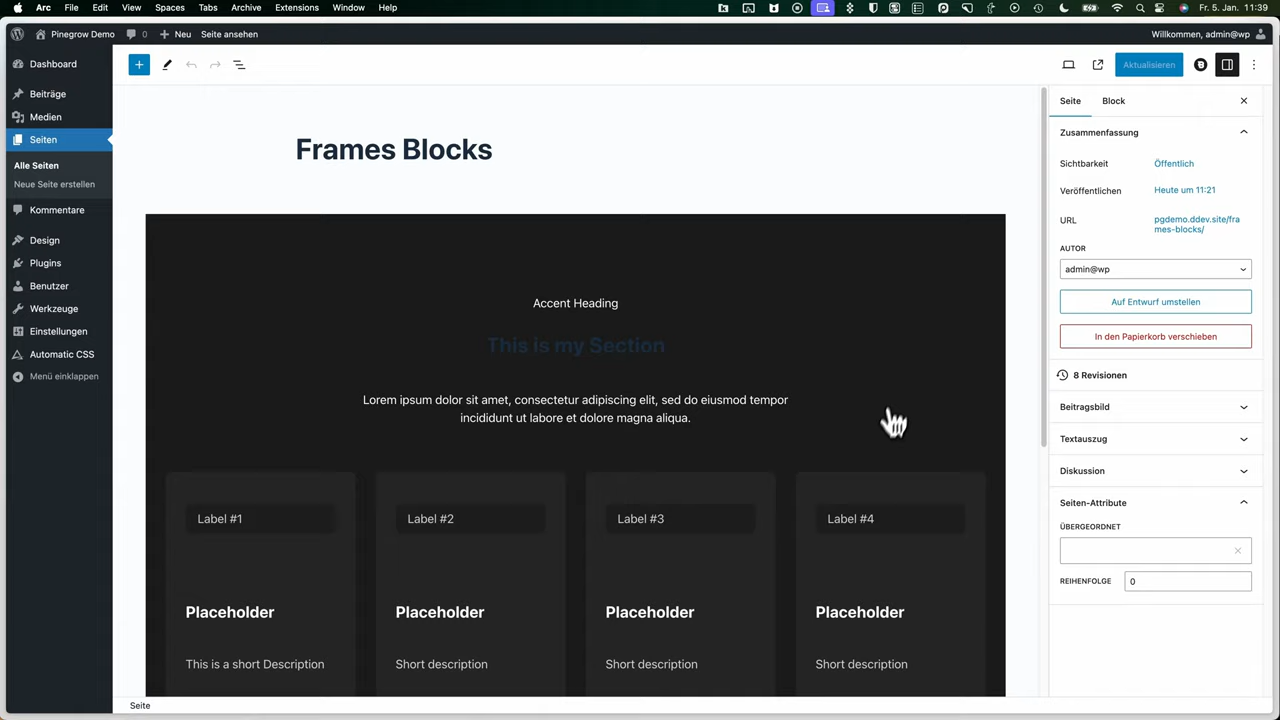 Arc File Edit View Spaces Tabs Archive Extensions Window Help Fr. 5. Jan. 11:39
Pinegrow Demo 0 Neu Seite ansehen Willkommen, admin@wp
Dashboard
Beiträge
Medien
Seiten
Alle Seiten
Neue Seite erstellen
Kommentare
Design
Plugins
Benutzer
Werkzeuge
Einstellungen
Automatic CSS
Menü einklappen
Aktualisieren
Frames Blocks
Accent Heading
This is my Section
Lorem ipsum dolor sit amet, consectetur adipiscing elit, sed do eiusmod tempor
incididunt ut labore et dolore magna aliqua.
Label #1 Label #2 Label #3 Label #4
Placeholder Placeholder Placeholder Placeholder
This is a short Description Short description Short description Short description
Seite Block
Zusammenfassung
Sichtbarkeit Öffentlich
Veröffentlichen Heute um 11:21
URL pgdemo.ddev.site/fra
mes-blocks/
AUTOR
admin@wp
Auf Entwurf umstellen
In den Papierkorb verschieben
8 Revisionen
Beitragsbild
Textauszug
Diskussion
Seiten-Attribute
ÜBERGEORDNET
REIHENFOLGE 0
Seite